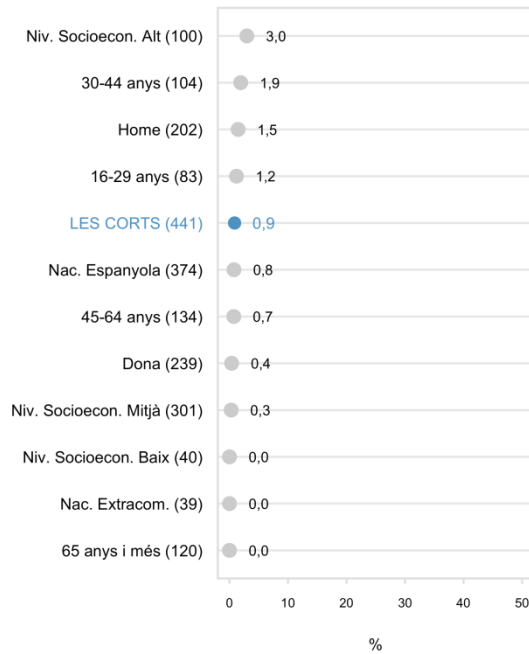 Niv. Socioecon. Alt (100) 3,0
30-44 anys (104) 1,9
Home (202) 1,5
16-29 anys (83) 1,2
LES CORTS (441) 0,9
Nac. Espanyola (374) 0,8
45-64 anys (134) 0,7
Dona (239) 0,4
Niv. Socioecon. Mitjà (301) 0,3
Niv. Socioecon. Baix (40) 0,0
Nac. Extracom. (39) 0,0
65 anys i més (120) 0,0
0 10 20 30 40 50
%